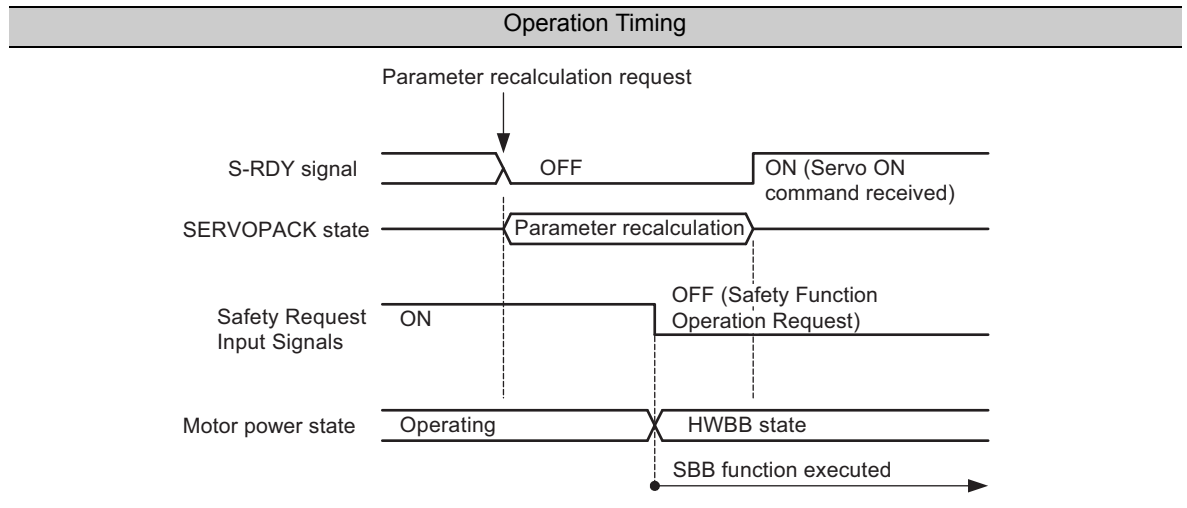 Operation Timing
Parameter recalculation request
S-RDY signal
OFF
ON (Servo ON
command received)
SERVOPACK state
Parameter recalculation
Safety Request
Input Signals
ON
OFF (Safety Function
Operation Request)
Motor power state
Operating
HWBB state
SBB function executed